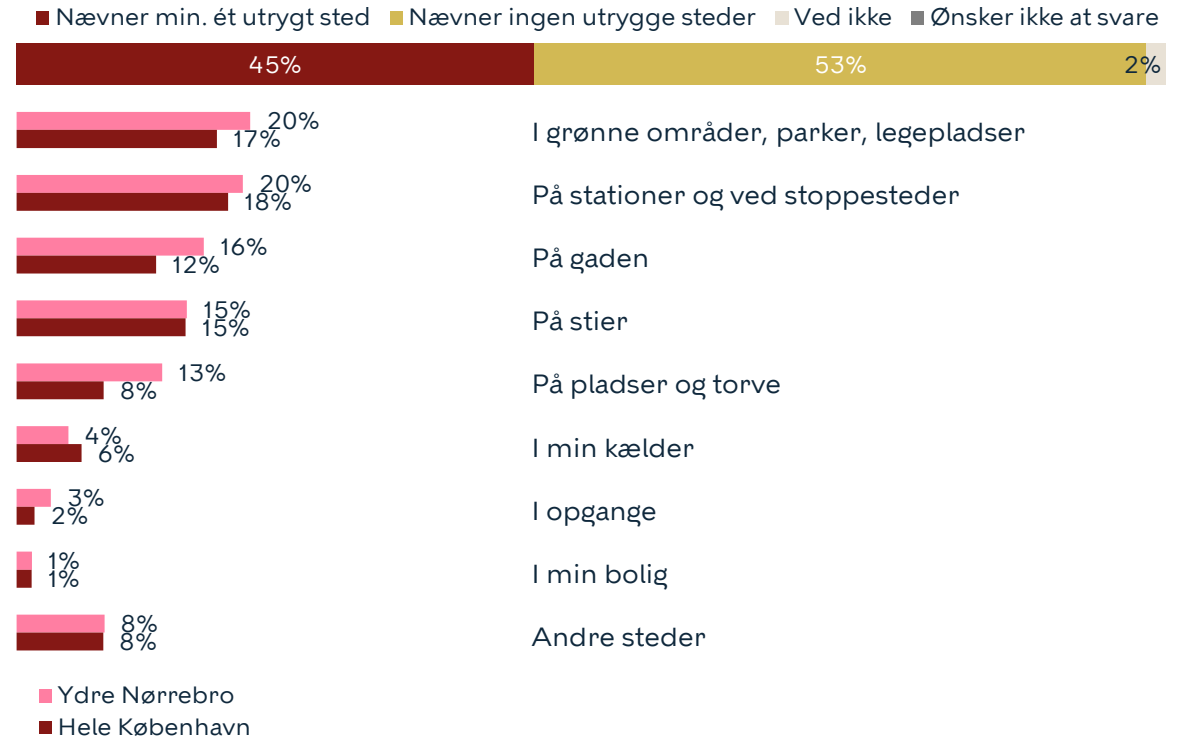 Nævner min. ét utrygt sted Nævner ingen utrygge steder Ved ikke Ønsker ikke at svare
45% 53% 2%
20%
17% I grønne områder, parker, legepladser
20%
18% På stationer og ved stoppesteder
16%
12% På gaden
15%
15% På stier
13%
8% På pladser og torve
4%
6% I min kælder
3%
2% I opgange
1%
1% I min bolig
8%
8% Andre steder
Ydre Nørrebro
Hele København